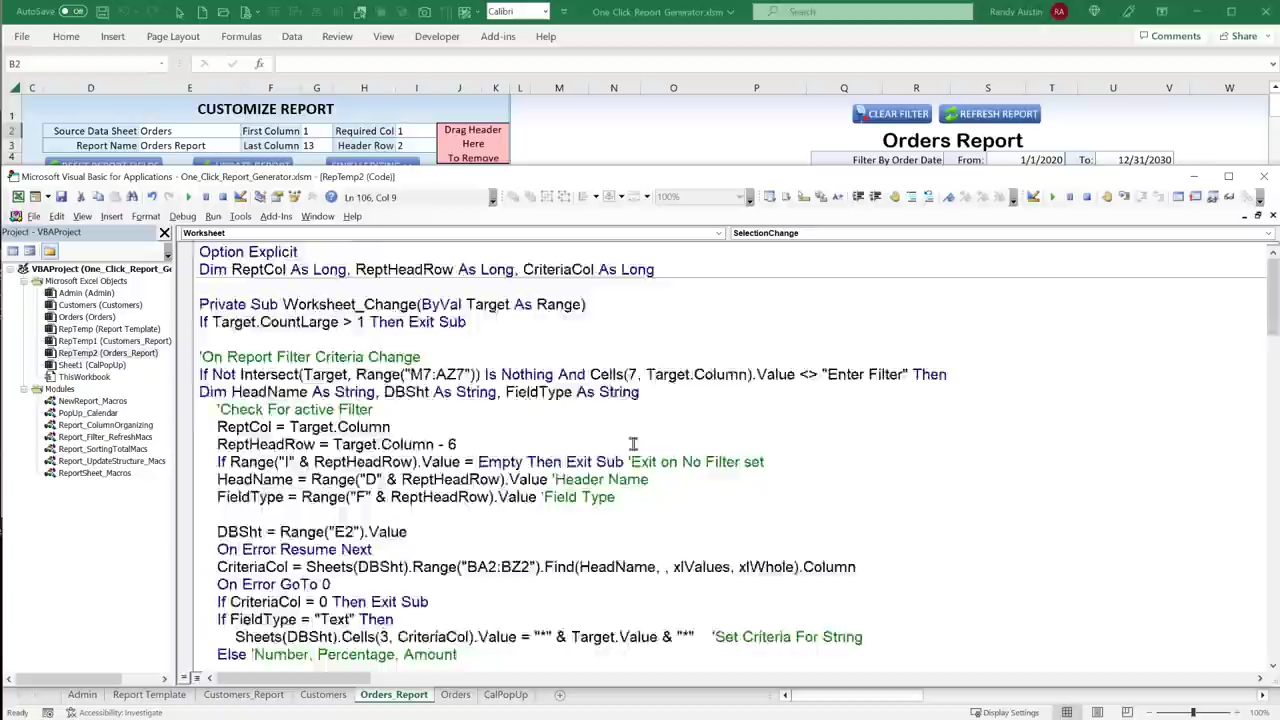 AutoSave Off Calibri One Click Report Generator.xlsm Search Randy Austin RA
File Home Insert Page Layout Formulas Data Review View Developer Add-ins Help Comments Share
B2 fx
C D E F G H I J K L M N O P Q R S T U V W
1 CUSTOMIZE REPORT CLEAR FILTER REFRESH REPORT
2 Source Data Sheet Orders First Column 1 Required Col 1 Drag Header Orders Report
3 Report Name Orders Report Last Column 13 Header Row 2 Here
4 To Remove Filter By Order Date From: 1/1/2020 To: 12/31/2030
Microsoft Visual Basic for Applications - One_Click_Report_Generator.xlsm - [RepTemp2 (Code)]
Ln 106, Col 9 100%
File Edit View Insert Format Debug Run Tools Add-Ins Window Help
Project - VBAProject
Worksheet SelectionChange
VBAProject (One_Click_Report_Ge
Microsoft Excel Objects
Admin (Admin)
Customers (Customers)
Orders (Orders)
RepTemp (Report Template)
RepTemp1 (Customers_Report)
RepTemp2 (Orders_Report)
Sheet1 (CalPopUp)
ThisWorkbook
Modules
NewReport_Macros
PopUp_Calendar
Report_ColumnOrganizing
Report_Filter_RefreshMacs
Report_SortingTotalMacs
Report_UpdateStructure_Macs
ReportSheet_Macros
Option Explicit
Dim ReptCol As Long, ReptHeadRow As Long, CriteriaCol As Long
Private Sub Worksheet_Change(ByVal Target As Range)
If Target.CountLarge > 1 Then Exit Sub
'On Report Filter Criteria Change
If Not Intersect(Target, Range("M7:AZ7")) Is Nothing And Cells(7, Target.Column).Value <> "Enter Filter" Then
Dim HeadName As String, DBSht As String, FieldType As String
'Check For active Filter
ReptCol = Target.Column
ReptHeadRow = Target.Column - 6
If Range("I" & ReptHeadRow).Value = Empty Then Exit Sub 'Exit on No Filter set
HeadName = Range("D" & ReptHeadRow).Value 'Header Name
FieldType = Range("F" & ReptHeadRow).Value 'Field Type
DBSht = Range("E2").Value
On Error Resume Next
CriteriaCol = Sheets(DBSht).Range("BA2:BZ2").Find(HeadName, , xlValues, xlWhole).Column
On Error GoTo 0
If CriteriaCol = 0 Then Exit Sub
If FieldType = "Text" Then
Sheets(DBSht).Cells(3, CriteriaCol).Value = "*" & Target.Value & "*" 'Set Criteria For String
Else 'Number, Percentage, Amount
Admin Report Template Customers_Report Customers Orders_Report Orders CalPopUp
Ready Accessibility: Investigate Display Settings 100%